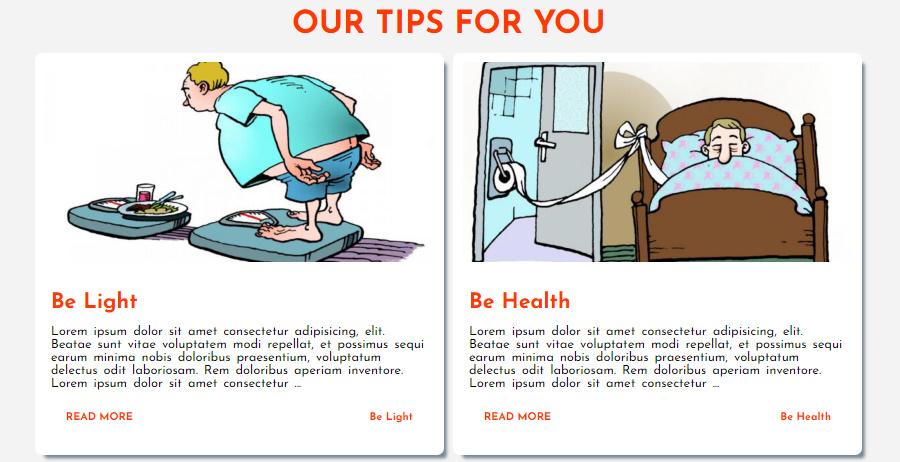 OUR TIPS FOR YOU
Be Light
Lorem ipsum dolor sit amet consectetur adipisicing, elit.
Beatae sunt vitae voluptatem modi repellat, et possimus sequi
earum minima nobis doloribus praesentium, voluptatum
delectus odit laboriosam. Rem doloribus aperiam inventore.
Lorem ipsum dolor sit amet consectetur ...
READ MORE
Be Light
Be Health
Lorem ipsum dolor sit amet consectetur adipisicing, elit.
Beatae sunt vitae voluptatem modi repellat, et possimus sequi
earum minima nobis doloribus praesentium, voluptatum
delectus odit laboriosam. Rem doloribus aperiam inventore.
Lorem ipsum dolor sit amet consectetur ...
READ MORE
Be Health